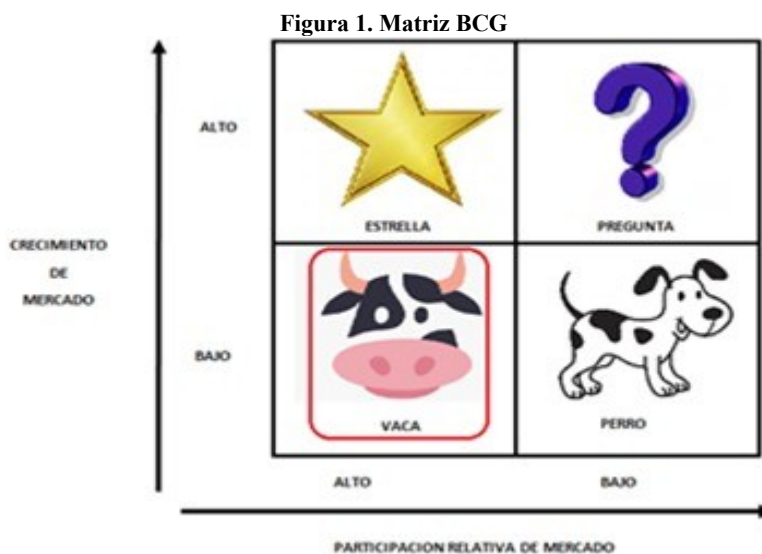 Figura 1. Matriz BCG
ALTO
ESTRELLA
PREGUNTA
CRECIMIENTO
DE
MERCADO
BAJO
VACA
PERRO
ALTO
BAJO
PARTICIPACION RELATIVA DE MERCADO